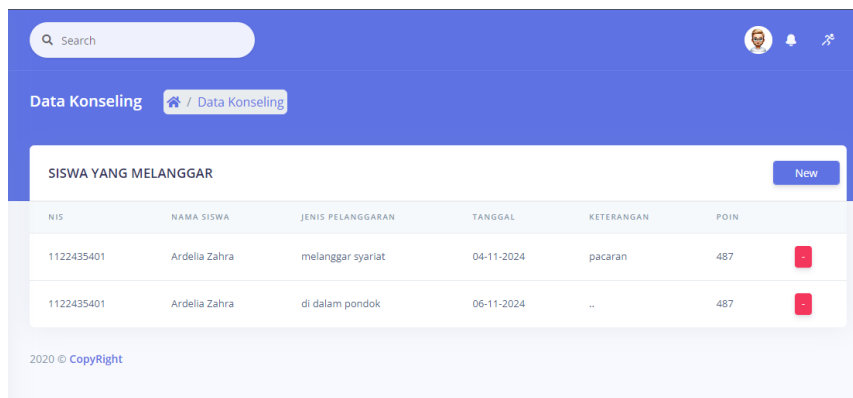 Search
Data Konseling / Data Konseling
SISWA YANG MELANGGAR New
NIS NAMA SISWA JENIS PELANGGARAN TANGGAL KETERANGAN POIN
1122435401 Ardelia Zahra melanggar syariat 04-11-2024 pacaran 487 -
1122435401 Ardelia Zahra di dalam pondok 06-11-2024 .. 487 -
2020 © CopyRight